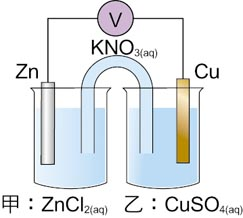 V
KNO3(aq)
Zn
Cu
甲：ZnCl2(aq)
乙：CuSO4(aq)